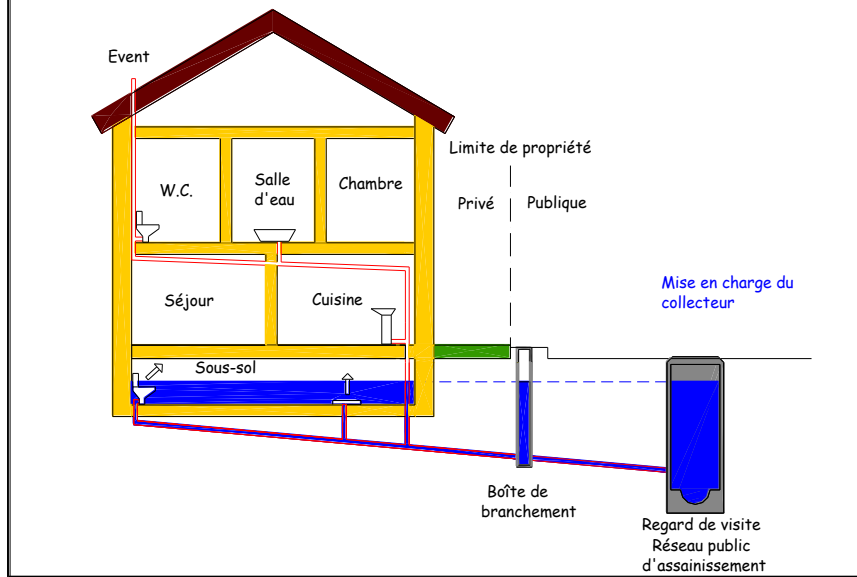 Event
Limite de propriété
W.C.
Salle
d'eau
Chambre
Privé
Publique
Séjour
Cuisine
Mise en charge du
collecteur
Sous-sol
Boîte de
branchement
Regard de visite
Réseau public
d'assainissement